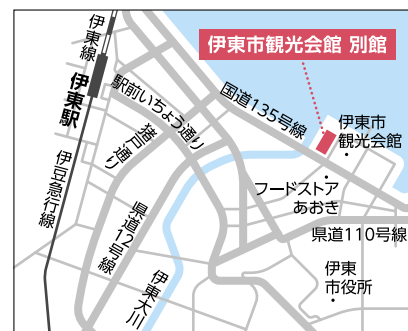 伊東市観光会館 別館
伊東線
伊東駅
駅前いちょう通り
猪戸通り
国道135号線
伊東市
観光会館
フードストア
あおき
県道110号線
伊豆急行線
県道12号線
伊東大川
伊東
市役所